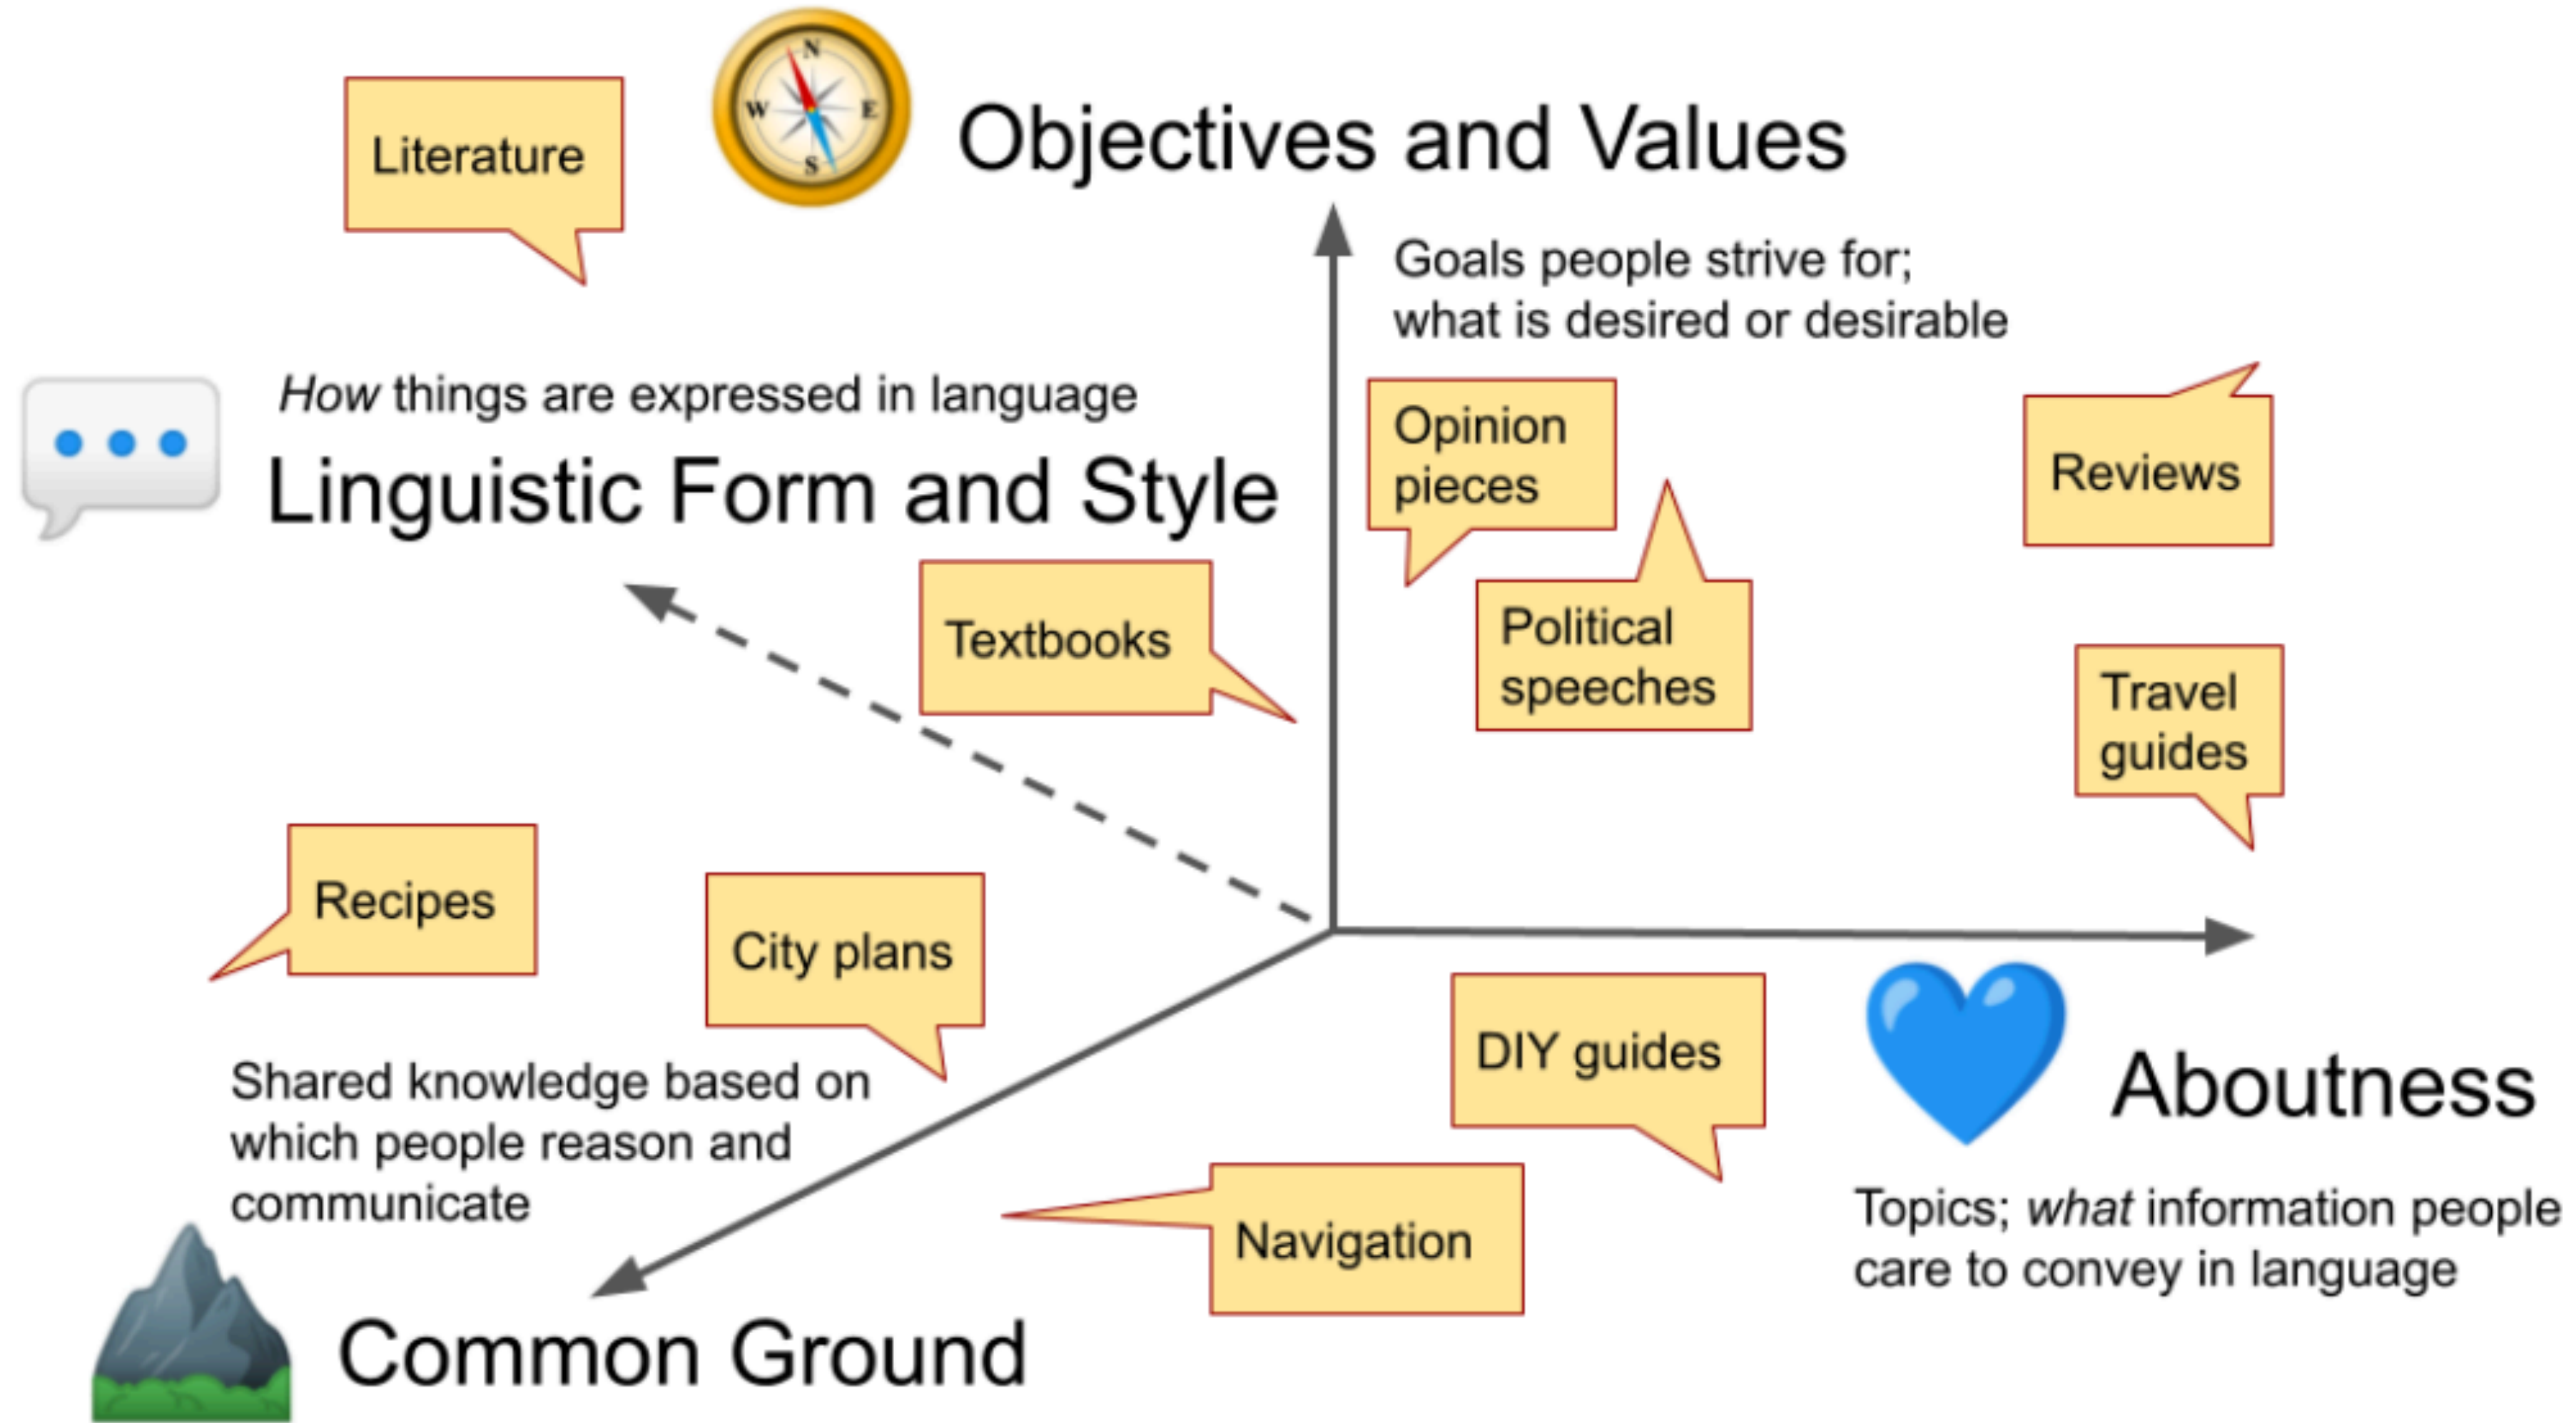 N
W
E
S
Literature
Objectives and Values
Goals people strive for;
what is desired or desirable
How things are expressed in language
Linguistic Form and Style
Opinion
pieces
Reviews
Textbooks
Political
speeches
Travel
guides
Recipes
City plans
DIY guides
Aboutness
Topics; what information people
care to convey in language
Shared knowledge based on
which people reason and
communicate
Navigation
Common Ground